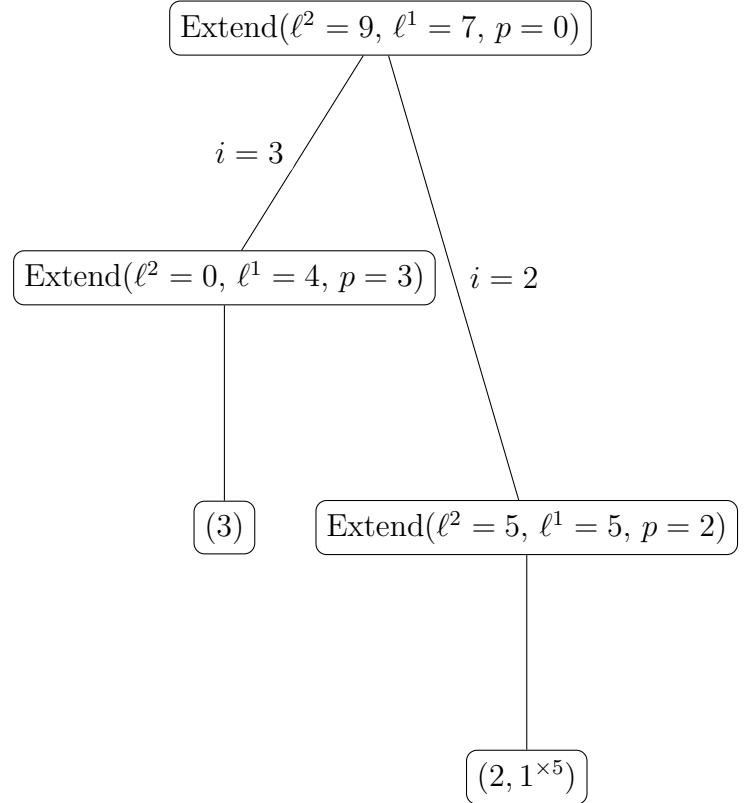 Extend(ℓ² = 9, ℓ¹ = 7, p = 0)
i = 3
Extend(ℓ² = 0, ℓ¹ = 4, p = 3)
i = 2
(3)
Extend(ℓ² = 5, ℓ¹ = 5, p = 2)
(2, 1^{×5})